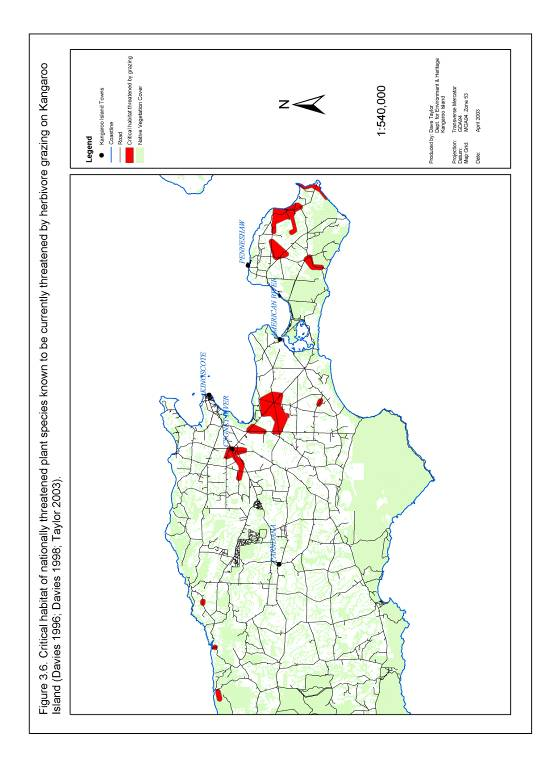 Figure 3.6. Critical habitat of nationally threatened plant species known to be currently threatened by herbivore grazing on Kangaroo
Island (Davies 1996; Davies 1998; Taylor 2003).
KINGSCOTE
PENNESHAW
AMERICAN RIVER
PARNDANA
Legend
Kangaroo Island Towns
Coastline
Road
Critical habitat threatened by grazing
Native Vegetation Cover
N
1:540,000
Produced by: Dave Taylor
Dept. for Environment & Heritage
Kangaroo Island
Projection: Transverse Mercator
Datum: GDA94
Map Grid: MGA94 Zone 53
Date: April 2003